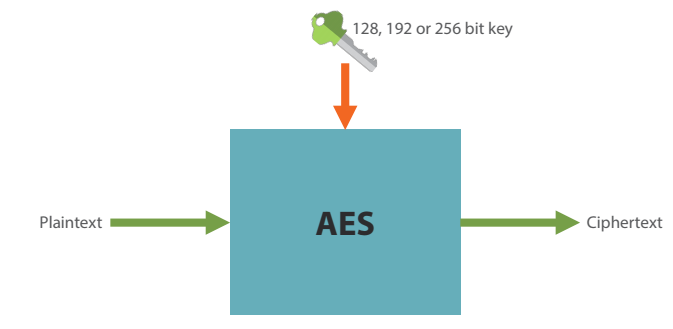 128, 192 or 256 bit key
Plaintext
AES
Ciphertext